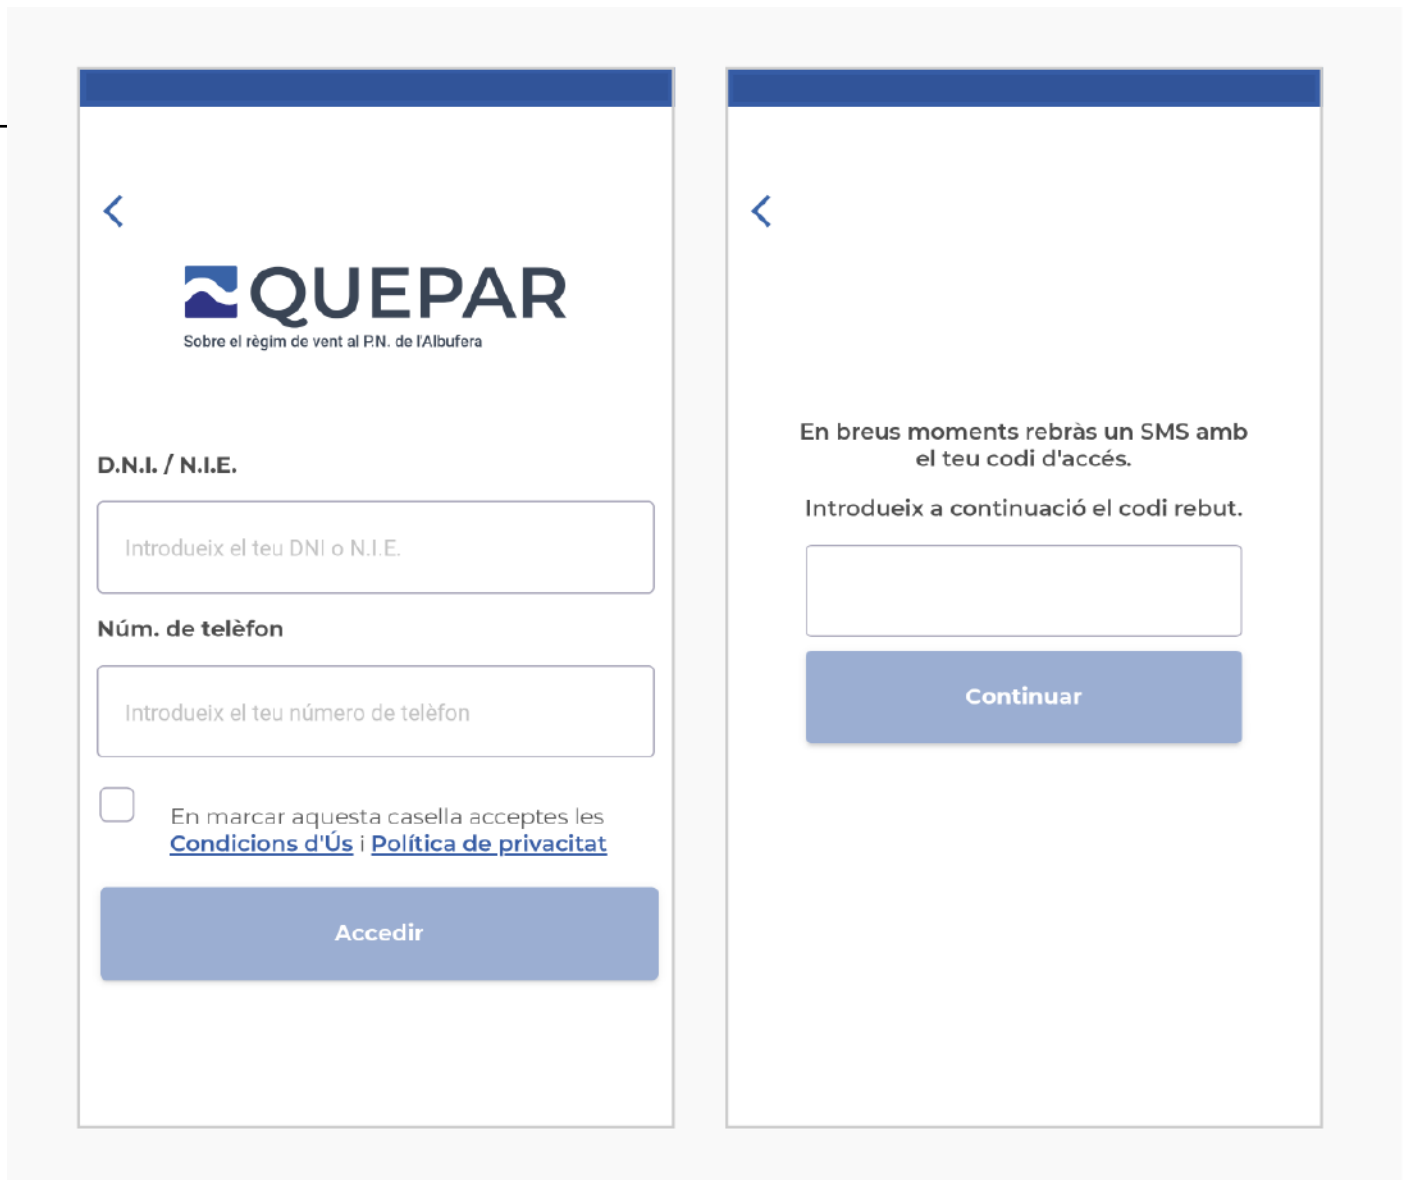 QUEPAR
Sobre el règim de vent al P.N. de l'Albufera
D.N.I. / N.I.E.
Introdueix el teu DNI o N.I.E.
Núm. de telèfon
Introdueix el teu número de telèfon
En marcar aquesta casella acceptes les
Condicions d'Ús i Política de privacitat
Accedir
En breus moments rebràs un SMS amb
el teu codi d'accés.
Introdueix a continuació el codi rebut.
Continuar